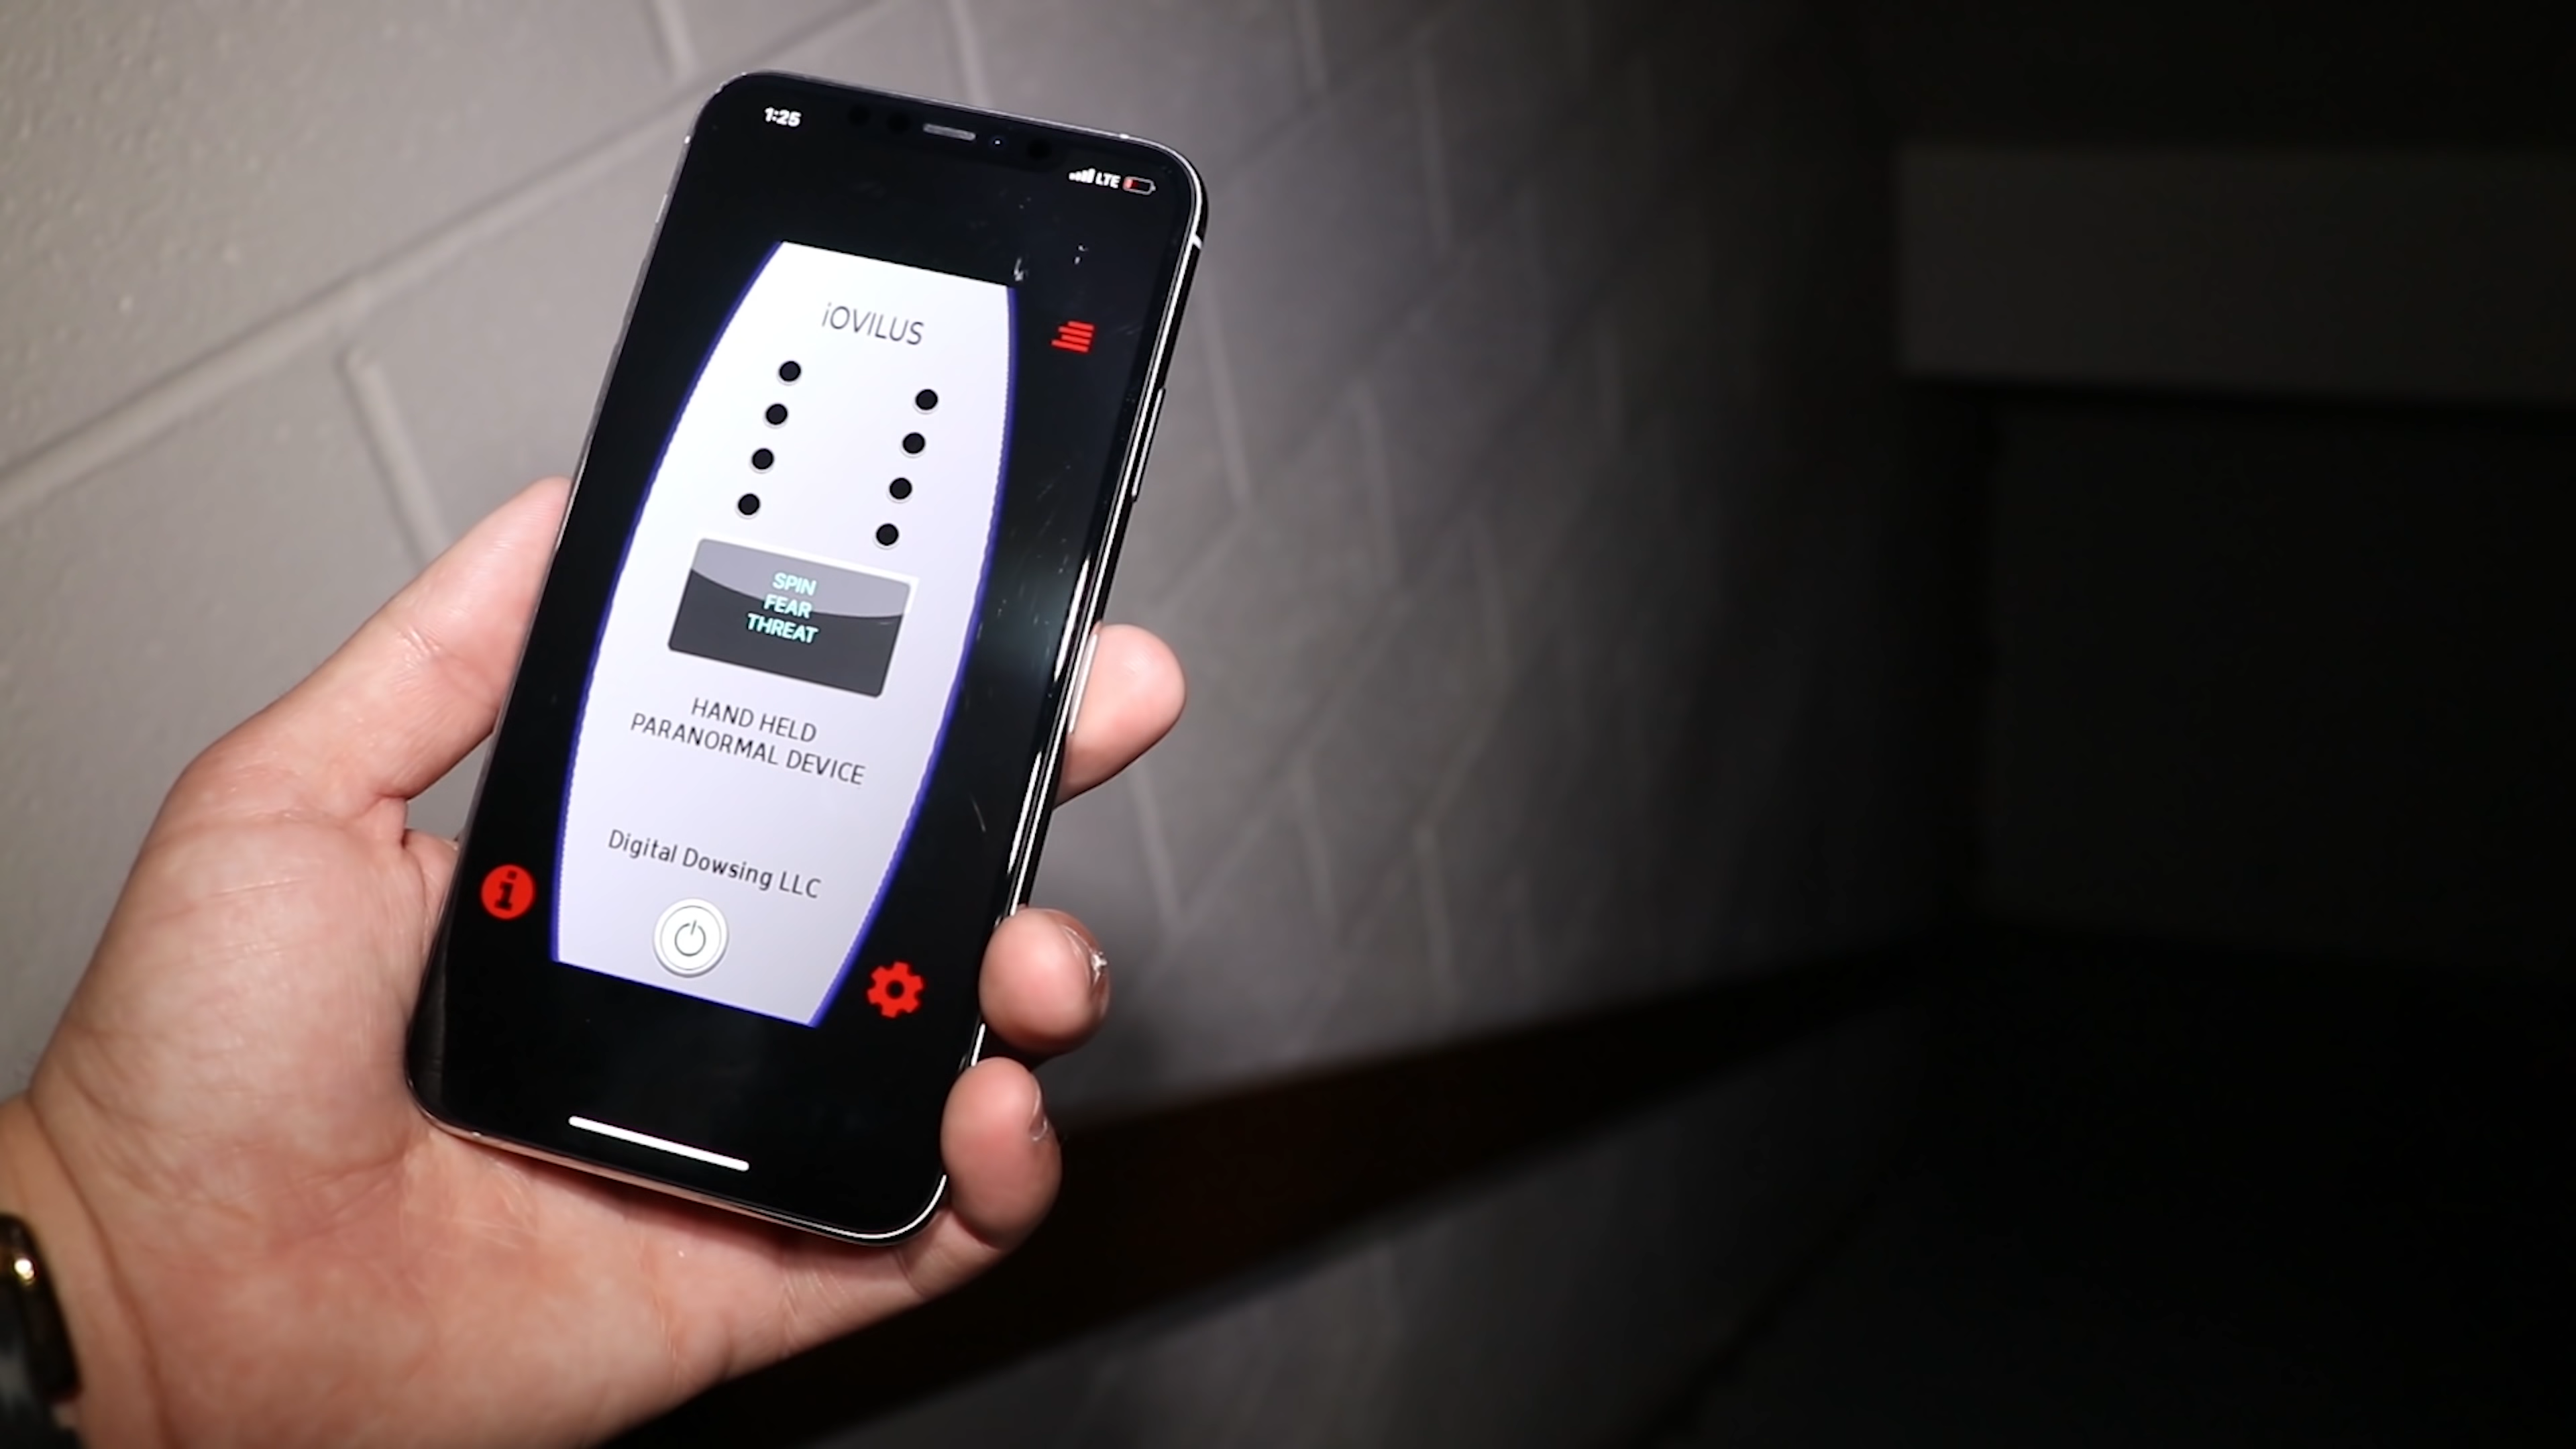 1:25
LTE
iOVILUS
SPIN
FEAR
THREAT
HAND HELD
PARANORMAL DEVICE
Digital Dowsing LLC